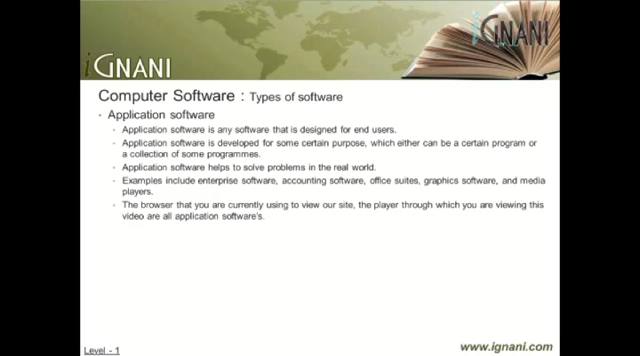 iGNANI
iGNANI
Computer Software : Types of software
• Application software
• Application software is any software that is designed for end users.
• Application software is developed for some certain purpose, which either can be a certain program or
a collection of some programmes.
• Application software helps to solve problems in the real world.
• Examples include enterprise software, accounting software, office suites, graphics software, and media
players.
• The browser that you are currently using to view our site, the player through which you are viewing this
video are all application software's.
Level - 1
www.ignani.com